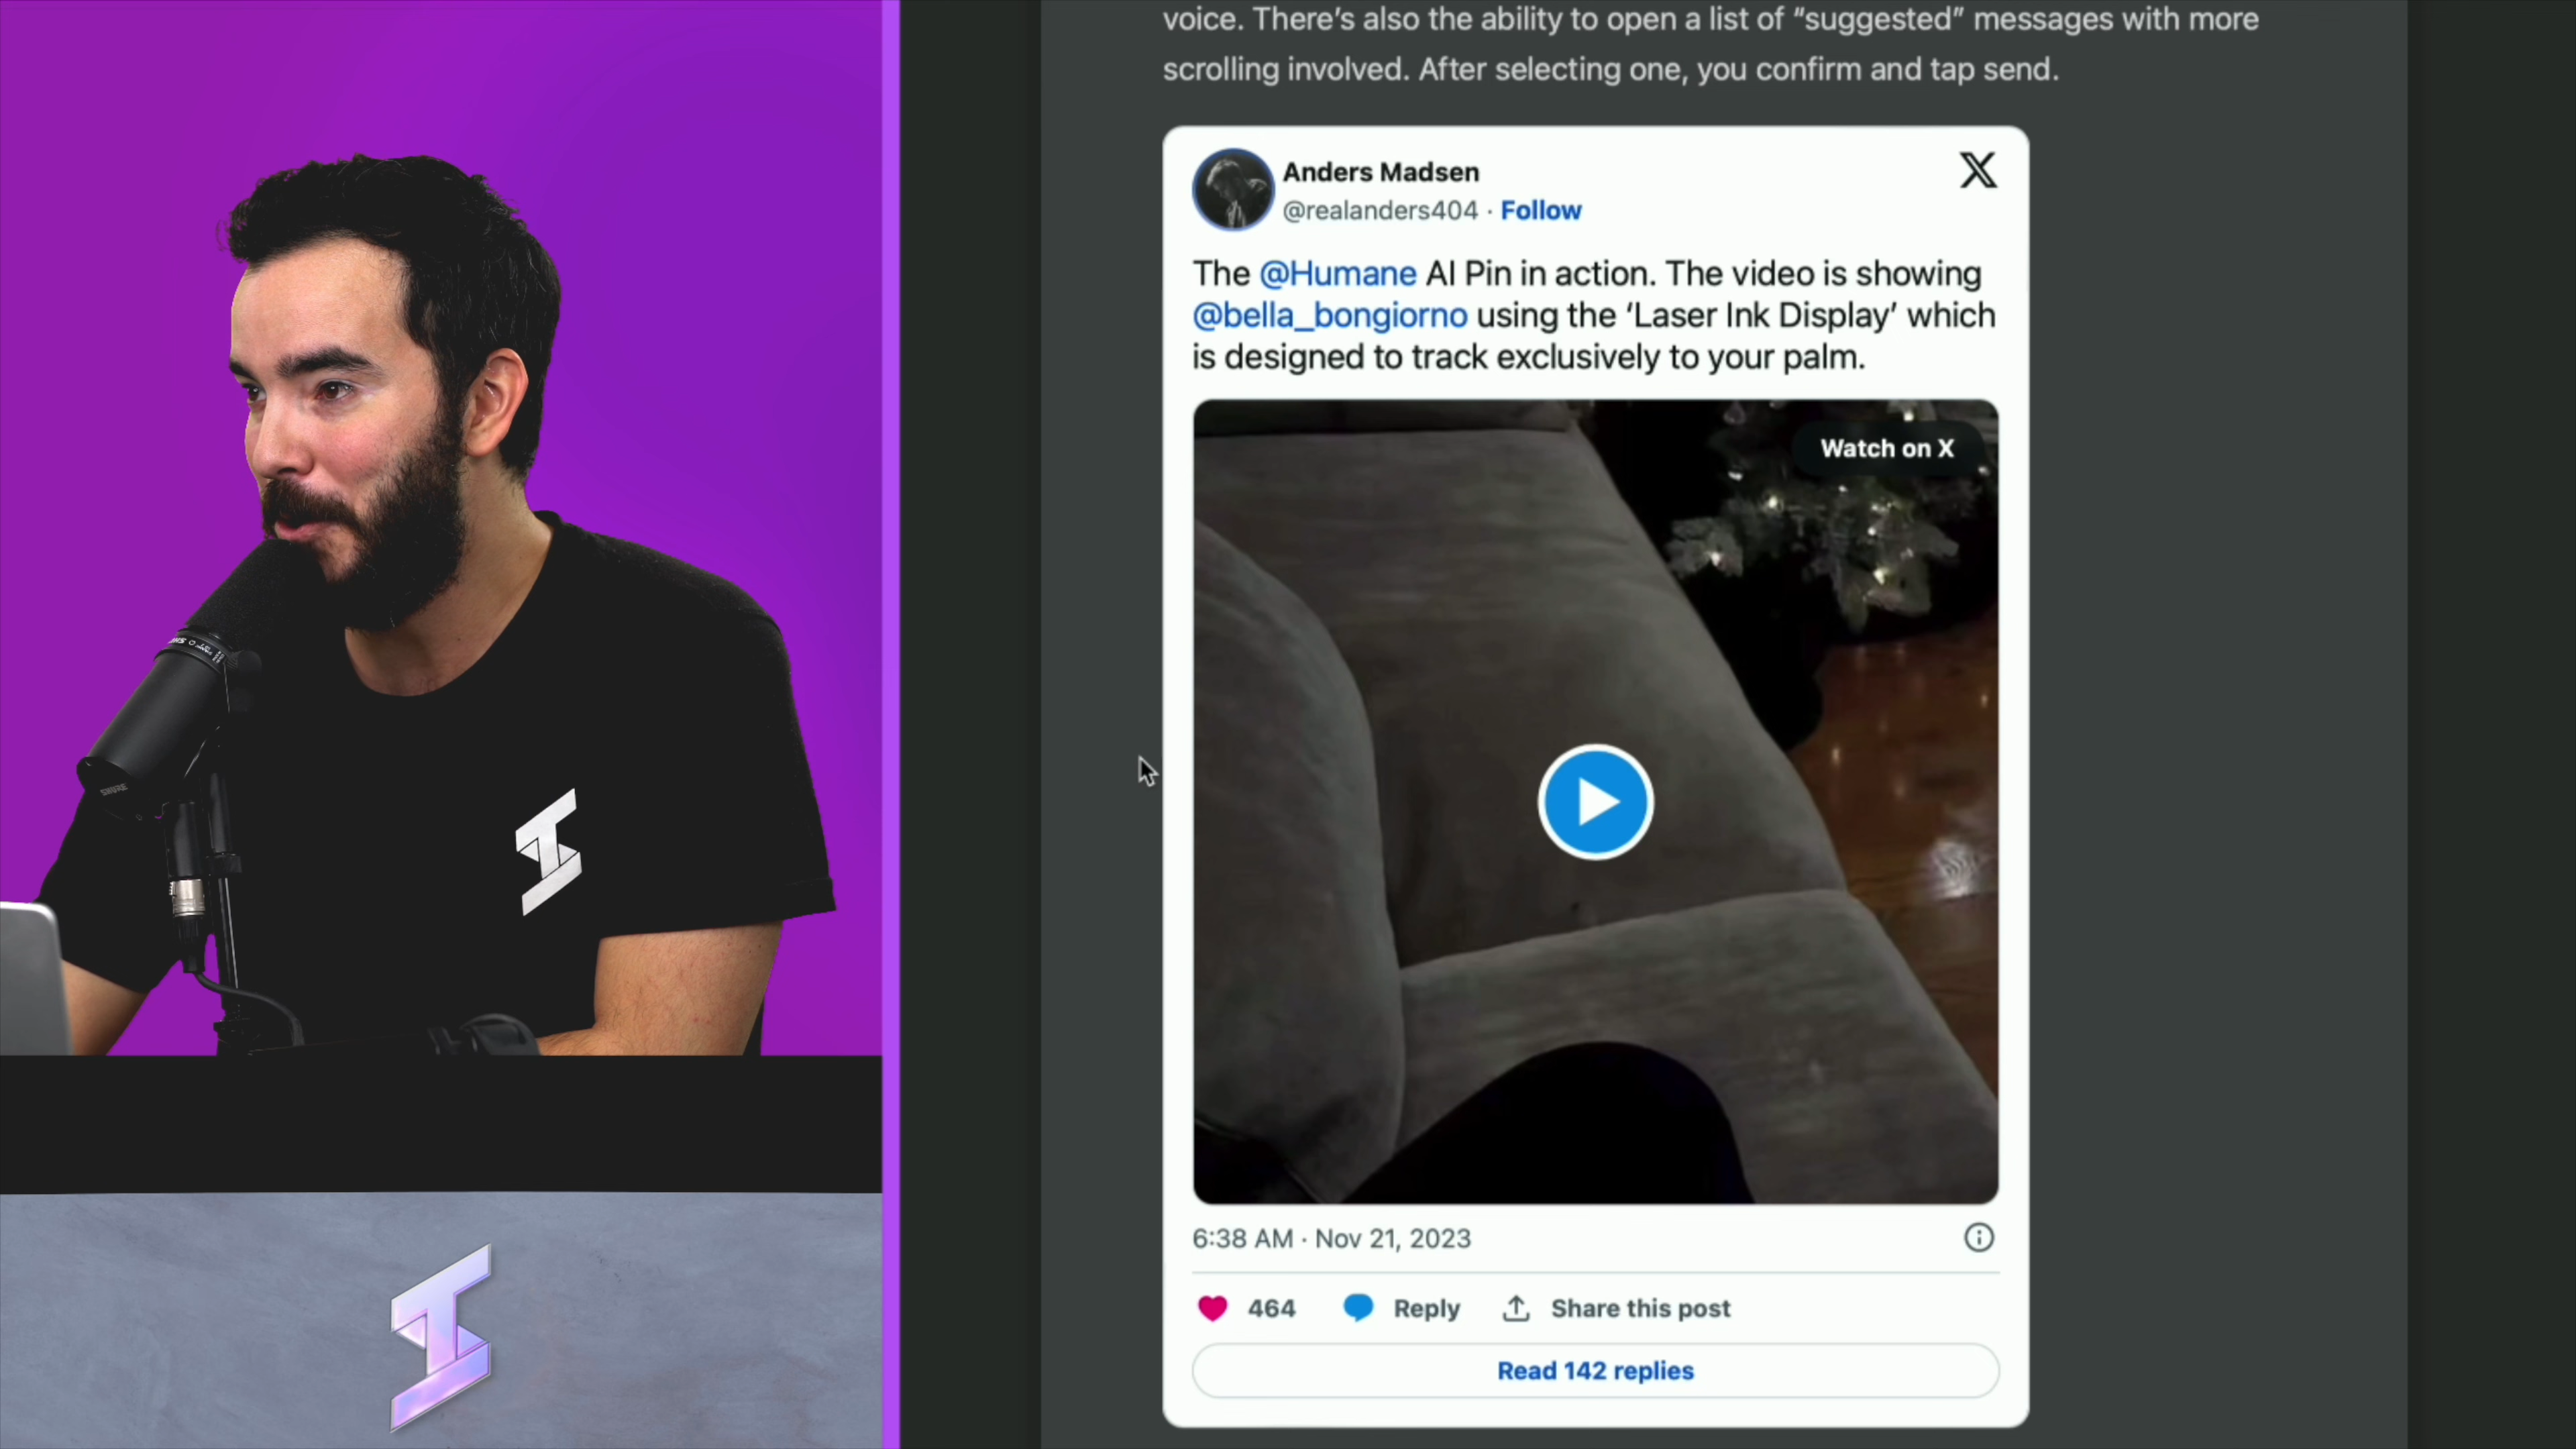 voice. There’s also the ability to open a list of “suggested” messages with more
scrolling involved. After selecting one, you confirm and tap send.
Anders Madsen
@realanders404 · Follow
The @Humane AI Pin in action. The video is showing
@bella_bongiorno using the ‘Laser Ink Display’ which
is designed to track exclusively to your palm.
Watch on X
6:38 AM · Nov 21, 2023
464 Reply Share this post
Read 142 replies
SHURE